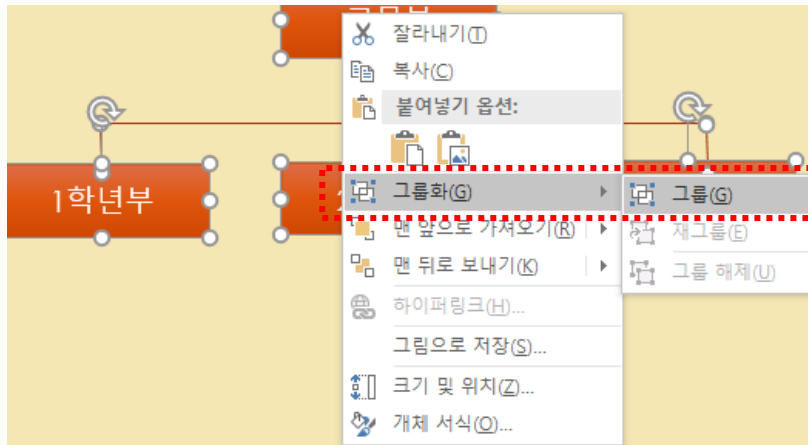 잘라내기(T)
복사(C)
붙여넣기 옵션:
1학년부
그룹화(G)
그룹(G)
맨 앞으로 가져오기(R)
재그룹(E)
맨 뒤로 보내기(K)
그룹 해제(U)
하이퍼링크(H)...
그림으로 저장(S)...
크기 및 위치(Z)...
개체 서식(O)...